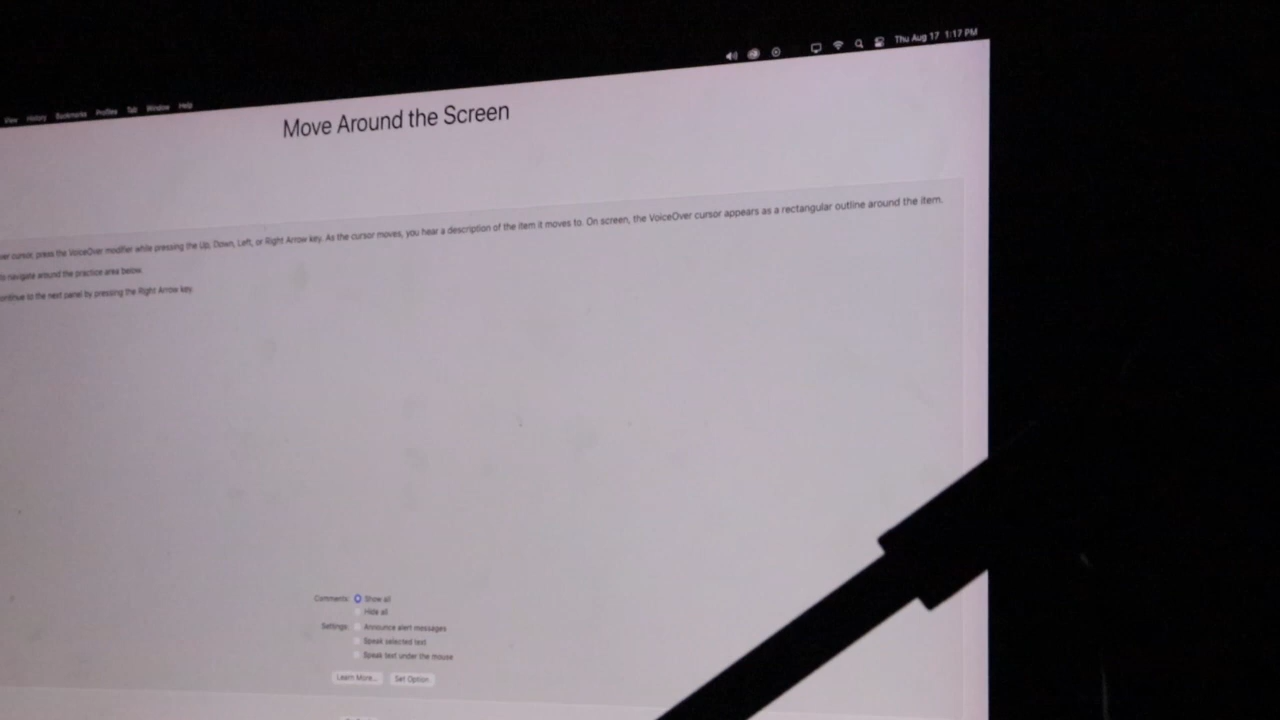 View History Bookmarks Profiles Tab Window Help
Thu Aug 17 1:17 PM
Move Around the Screen
cursor, press the VoiceOver modifier while pressing the Up, Down, Left, or Right Arrow key. As the cursor moves, you hear a description of the item it moves to. On screen, the VoiceOver cursor appears as a rectangular outline around the item.
to navigate around the practice area below.
continue to the next panel by pressing the Right Arrow key.
Comments: Show all
Hide all
Settings: Announce alert messages
Speak selected text
Speak text under the mouse
Learn More... Set Option